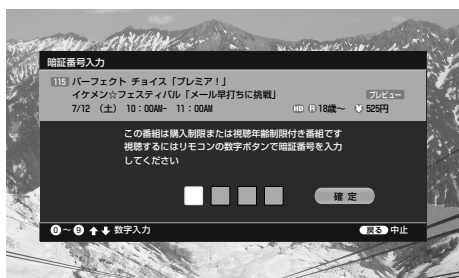 暗証番号入力
115 パーフェクト チョイス「プレミア！」
イケメン☆フェスティバル「メール早打ちに挑戦」 プレビュー
7/12 （土） 10：00AM- 11：00AM HD R 18歳～ ¥ 525円
この番組は購入制限または視聴年齢制限付き番組です
視聴するにはリモコンの数字ボタンで暗証番号を入力
してください
確 定
0～9 ↑↓ 数字入力 戻る 中止